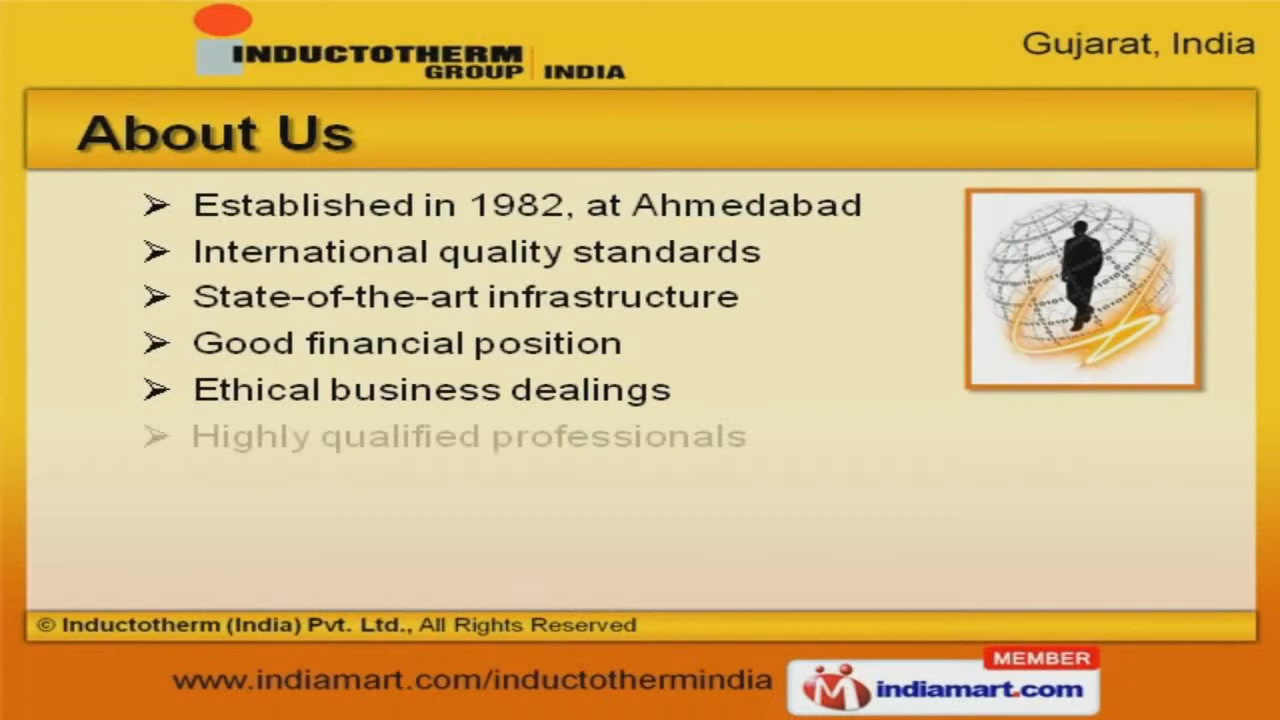 INDUCTOTHERM
GROUP INDIA
Gujarat, India
About Us
Established in 1982, at Ahmedabad
International quality standards
State-of-the-art infrastructure
Good financial position
Ethical business dealings
Highly qualified professionals
© Inductotherm (India) Pvt. Ltd., All Rights Reserved
www.indiamart.com/inductothermindia
MEMBER
indiamart.com